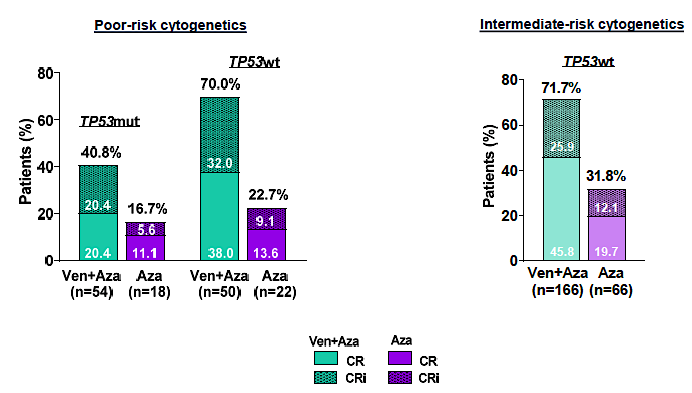 Poor-risk cytogenetics
Intermediate-risk cytogenetics
TP53mut
TP53wt
TP53wt
Patients (%)
80
60
40
20
0
40.8%
20.4
20.4
16.7%
5.6
11.1
70.0%
32.0
38.0
22.7%
9.1
13.6
Ven+Aza
(n=54)
Aza
(n=18)
Ven+Aza
(n=50)
Aza
(n=22)
Patients (%)
80
60
40
20
0
71.7%
25.9
45.8
31.8%
12.1
19.7
Ven+Aza
(n=166)
Aza
(n=66)
Ven+Aza
CR
CRi
Aza
CR
CRi